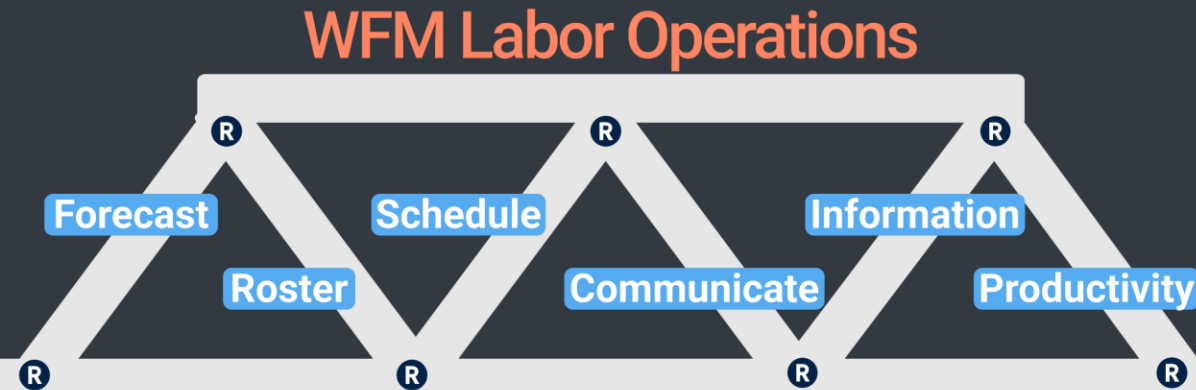 WFM Labor Operations
R R R
Forecast Schedule Information
Roster Communicate Productivity
R R R R